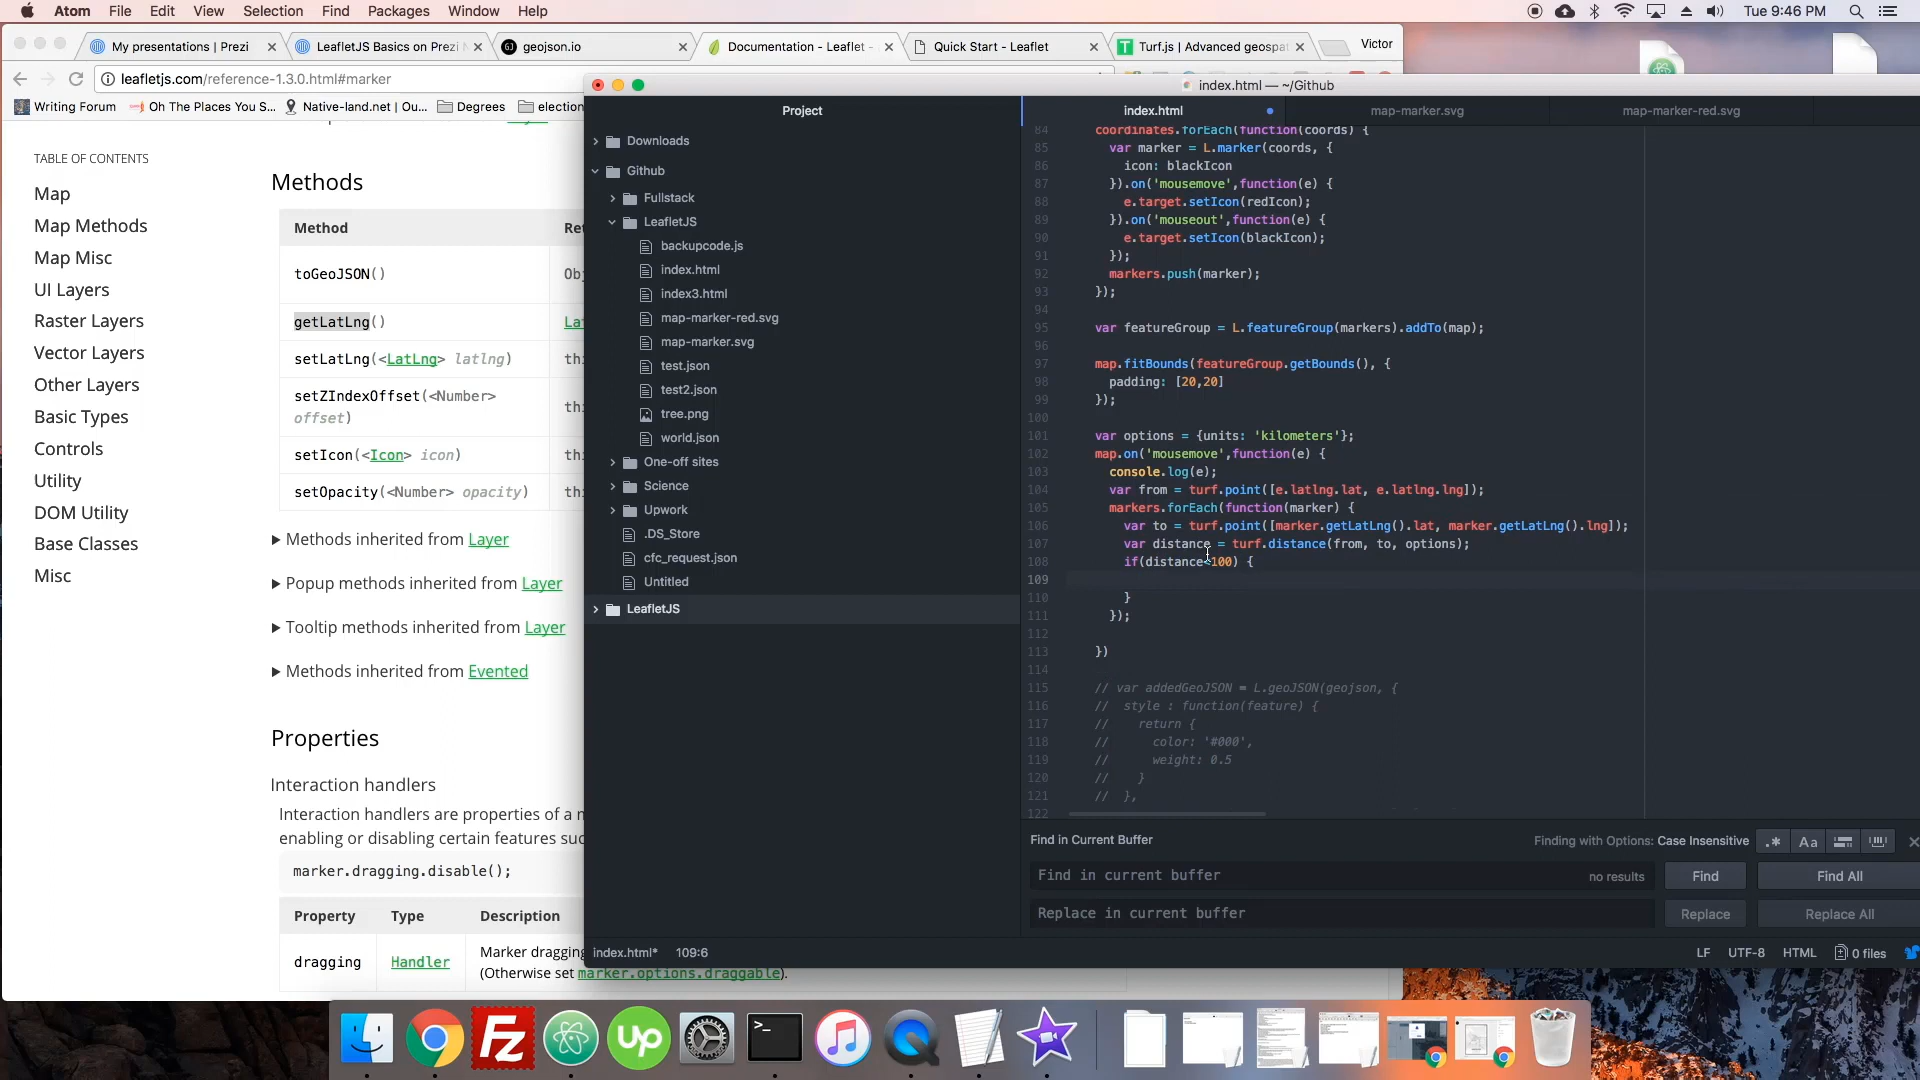 Atom File Edit View Selection Find Packages Window Help
Tue 9:46 PM
My presentations | Prezi
LeafletJS Basics on Prezi
geojson.io
Documentation - Leaflet -
Quick Start - Leaflet
Turf.js | Advanced geospat
Victor
leafletjs.com/reference-1.3.0.html#marker
Writing Forum
Oh The Places You S...
Native-land.net | Ou...
Degrees
election
TABLE OF CONTENTS
Map
Map Methods
Map Misc
UI Layers
Raster Layers
Vector Layers
Other Layers
Basic Types
Controls
Utility
DOM Utility
Base Classes
Misc
Methods
Method Ret
toGeoJSON() Obj
getLatLng() Lat
setLatLng(<LatLng> latlng) thi
setZIndexOffset(<Number> offset) thi
setIcon(<Icon> icon) thi
setOpacity(<Number> opacity) thi
Methods inherited from Layer
Popup methods inherited from Layer
Tooltip methods inherited from Layer
Methods inherited from Evented
Properties
Interaction handlers
Interaction handlers are properties of a
enabling or disabling certain features suc
marker.dragging.disable();
Property Type Description
dragging Handler Marker dragging
(Otherwise set marker.options.draggable).
index.html — ~/Github
Project
Downloads
Github
Fullstack
LeafletJS
backupcode.js
index.html
index3.html
map-marker-red.svg
map-marker.svg
test.json
test2.json
tree.png
world.json
One-off sites
Science
Upwork
.DS_Store
cfc_request.json
Untitled
LeafletJS
index.html map-marker.svg map-marker-red.svg
84 coordinates.forEach(function(coords) {
85 var marker = L.marker(coords, {
86 icon: blackIcon
87 }).on('mousemove',function(e) {
88 e.target.setIcon(redIcon);
89 }).on('mouseout',function(e) {
90 e.target.setIcon(blackIcon);
91 });
92 markers.push(marker);
93 });
94
95 var featureGroup = L.featureGroup(markers).addTo(map);
96
97 map.fitBounds(featureGroup.getBounds(), {
98 padding: [20,20]
99 });
100
101 var options = {units: 'kilometers'};
102 map.on('mousemove',function(e) {
103 console.log(e);
104 var from = turf.point([e.latlng.lat, e.latlng.lng]);
105 markers.forEach(function(marker) {
106 var to = turf.point([marker.getLatLng().lat, marker.getLatLng().lng]);
107 var distance = turf.distance(from, to, options);
108 if(distance<100) {
109
110 }
111 });
112
113 })
114
115 // var addedGeoJSON = L.geoJSON(geojson, {
116 // style : function(feature) {
117 // return {
118 // color: '#000',
119 // weight: 0.5
120 // }
121 // },
122
Find in Current Buffer
Finding with Options: Case Insensitive
.* Aa
Find in current buffer
no results
Find
Find All
Replace in current buffer
Replace
Replace All
index.html* 109:6
LF UTF-8 HTML 0 files